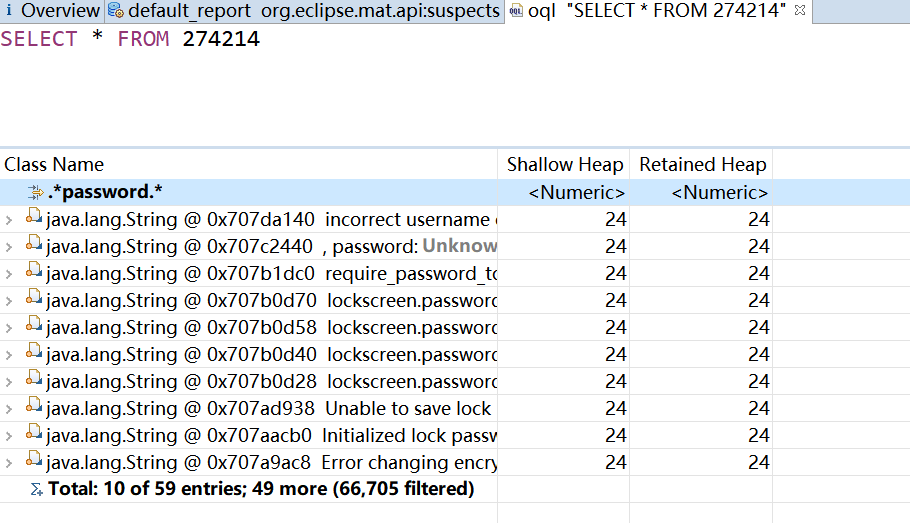 i Overview default_report org.eclipse.mat.api:suspects oql "SELECT * FROM 274214"
SELECT * FROM 274214
Class Name Shallow Heap Retained Heap
.*password.* <Numeric> <Numeric>
java.lang.String @ 0x707da140 incorrect username 24 24
java.lang.String @ 0x707c2440 , password: Unknow 24 24
java.lang.String @ 0x707b1dc0 require_password_to 24 24
java.lang.String @ 0x707b0d70 lockscreen.password 24 24
java.lang.String @ 0x707b0d58 lockscreen.password 24 24
java.lang.String @ 0x707b0d40 lockscreen.password 24 24
java.lang.String @ 0x707b0d28 lockscreen.password 24 24
java.lang.String @ 0x707ad938 Unable to save lock 24 24
java.lang.String @ 0x707aacb0 Initialized lock passw 24 24
java.lang.String @ 0x707a9ac8 Error changing encry 24 24
Total: 10 of 59 entries; 49 more (66,705 filtered)